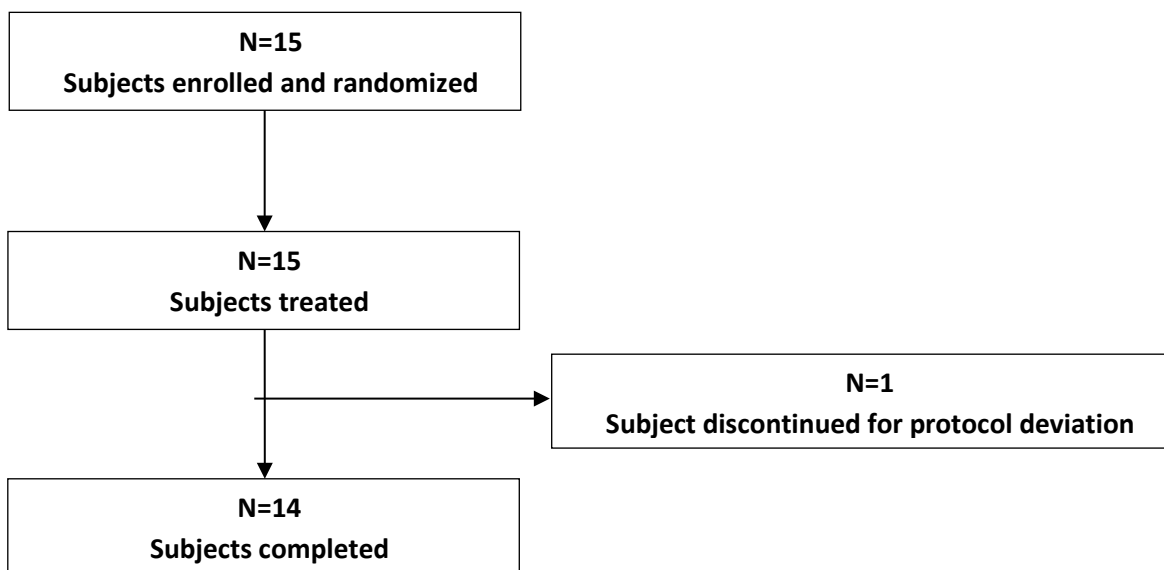 N=15
Subjects enrolled and randomized
N=15
Subjects treated
N=1
Subject discontinued for protocol deviation
N=14
Subjects completed